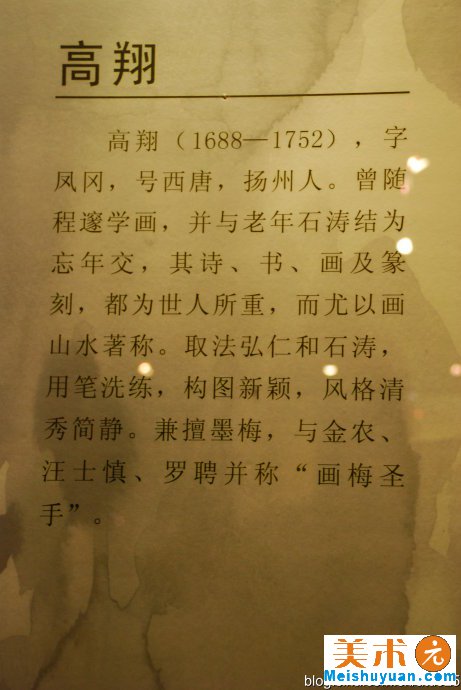 高翔
高翔（1688—1752），字
凤冈，号西唐，扬州人。曾随
程邃学画，并与老年石涛结为
忘年交，其诗、书、画及篆
刻，都为世人所重，而尤以画
山水著称。取法弘仁和石涛，
用笔洗练，构图新颖，风格清
秀简静。兼擅墨梅，与金农、
汪士慎、罗聘并称“画梅圣
手”。
美术元
Meishuyuan.com